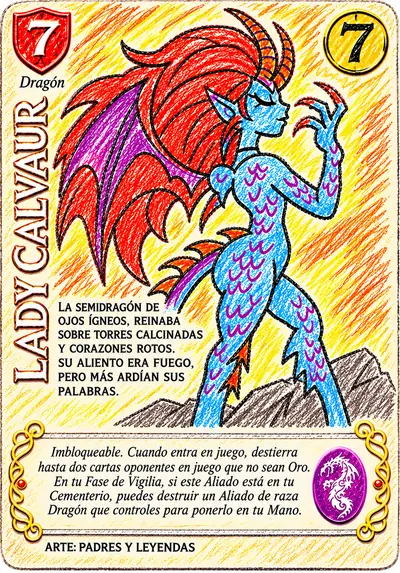 7
7
Dragón
LADY CALVAUR
LA SEMIDRAGÓN DE
OJOS ÍGNEOS, REINABA
SOBRE TORRES CALCINADAS
Y CORAZONES ROTOS.
SU ALIENTO ERA FUEGO,
PERO MÁS ARDÍAN SUS
PALABRAS.
Imbloqueable. Cuando entra en juego, destierra
hasta dos cartas oponentes en juego que no sean Oro.
En tu Fase de Vigilia, si este Aliado está en tu
Cementerio, puedes destruir un Aliado de raza
Dragón que controles para ponerlo en tu Mano.
ARTE: PADRES Y LEYENDAS